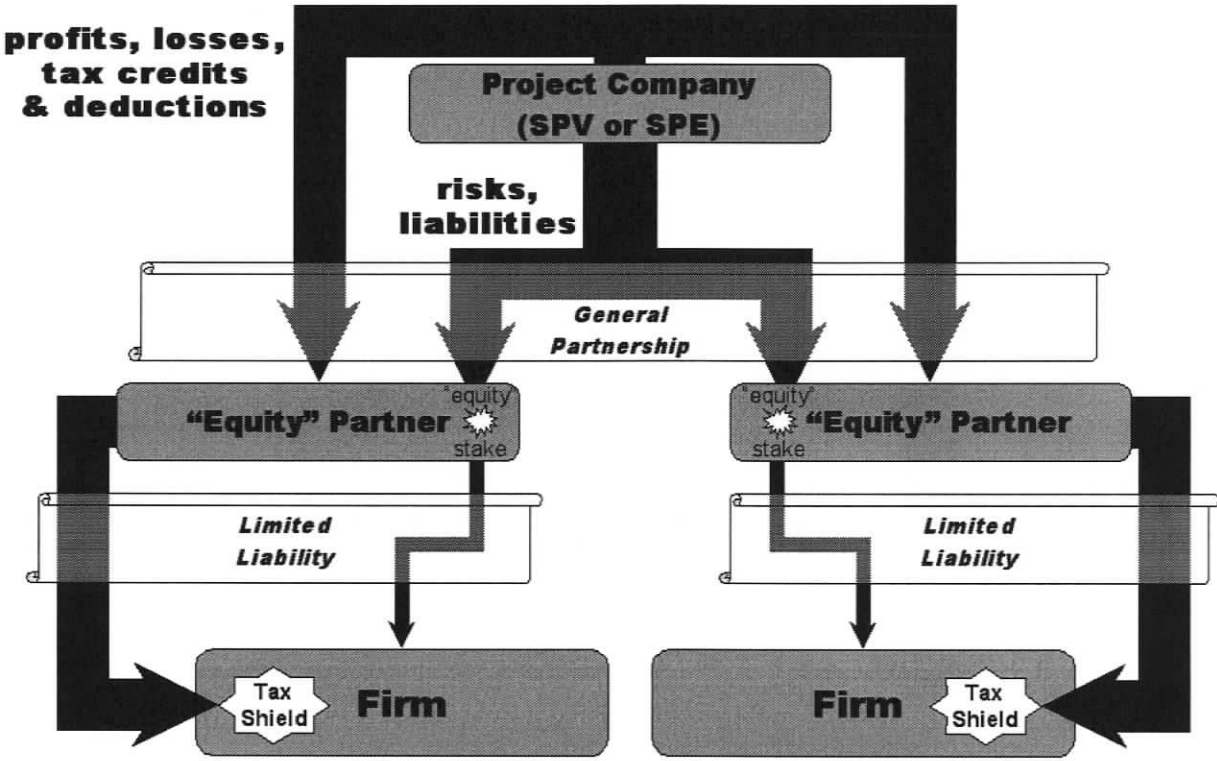 profits, losses,
tax credits
& deductions
Project Company
(SPV or SPE)
risks,
liabilities
General
Partnership
"equity"
stake
“Equity” Partner
"equity"
stake
“Equity” Partner
Limited
Liability
Limited
Liability
Tax
Shield
Firm
Firm
Tax
Shield